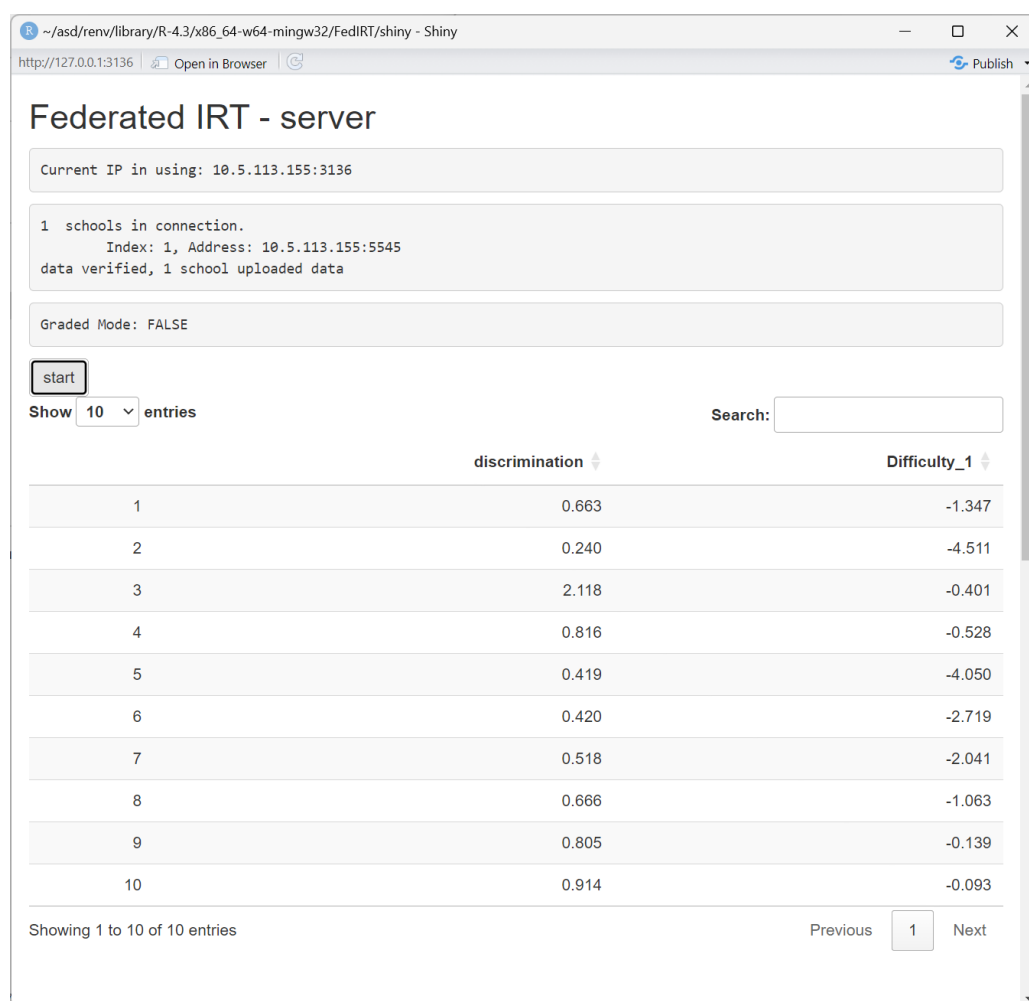 R ~/asd/renv/library/R-4.3/x86_64-w64-mingw32/FedIRT/shiny - Shiny
http://127.0.0.1:3136 Open in Browser Publish
Federated IRT - server
Current IP in using: 10.5.113.155:3136
1  schools in connection.
Index: 1, Address: 10.5.113.155:5545
data verified, 1 school uploaded data
Graded Mode: FALSE
start
Show 10 entries Search:
discrimination Difficulty_1
1 0.663 -1.347
2 0.240 -4.511
3 2.118 -0.401
4 0.816 -0.528
5 0.419 -4.050
6 0.420 -2.719
7 0.518 -2.041
8 0.666 -1.063
9 0.805 -0.139
10 0.914 -0.093
Showing 1 to 10 of 10 entries Previous 1 Next